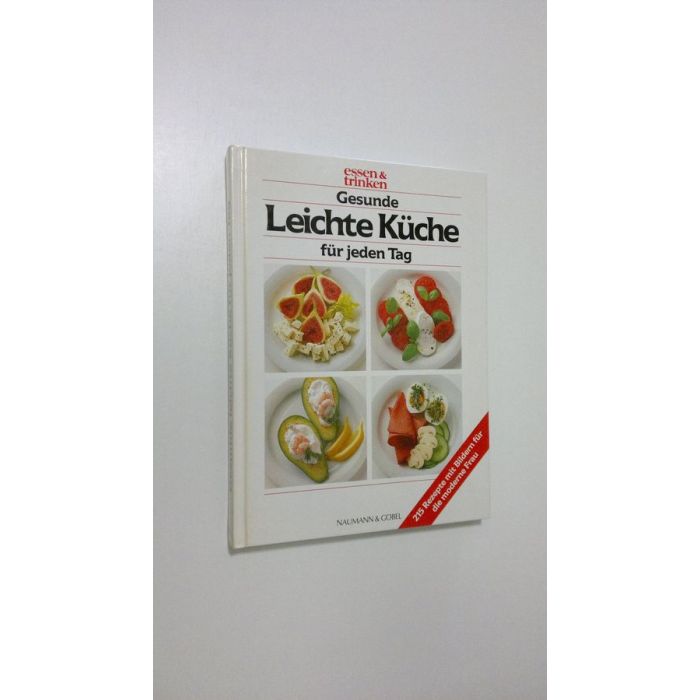 essen &
trinken
Gesunde
Leichte Küche
für jeden Tag
215 Rezepte mit Bildern für
die moderne Frau
NAUMANN & GÖBEL